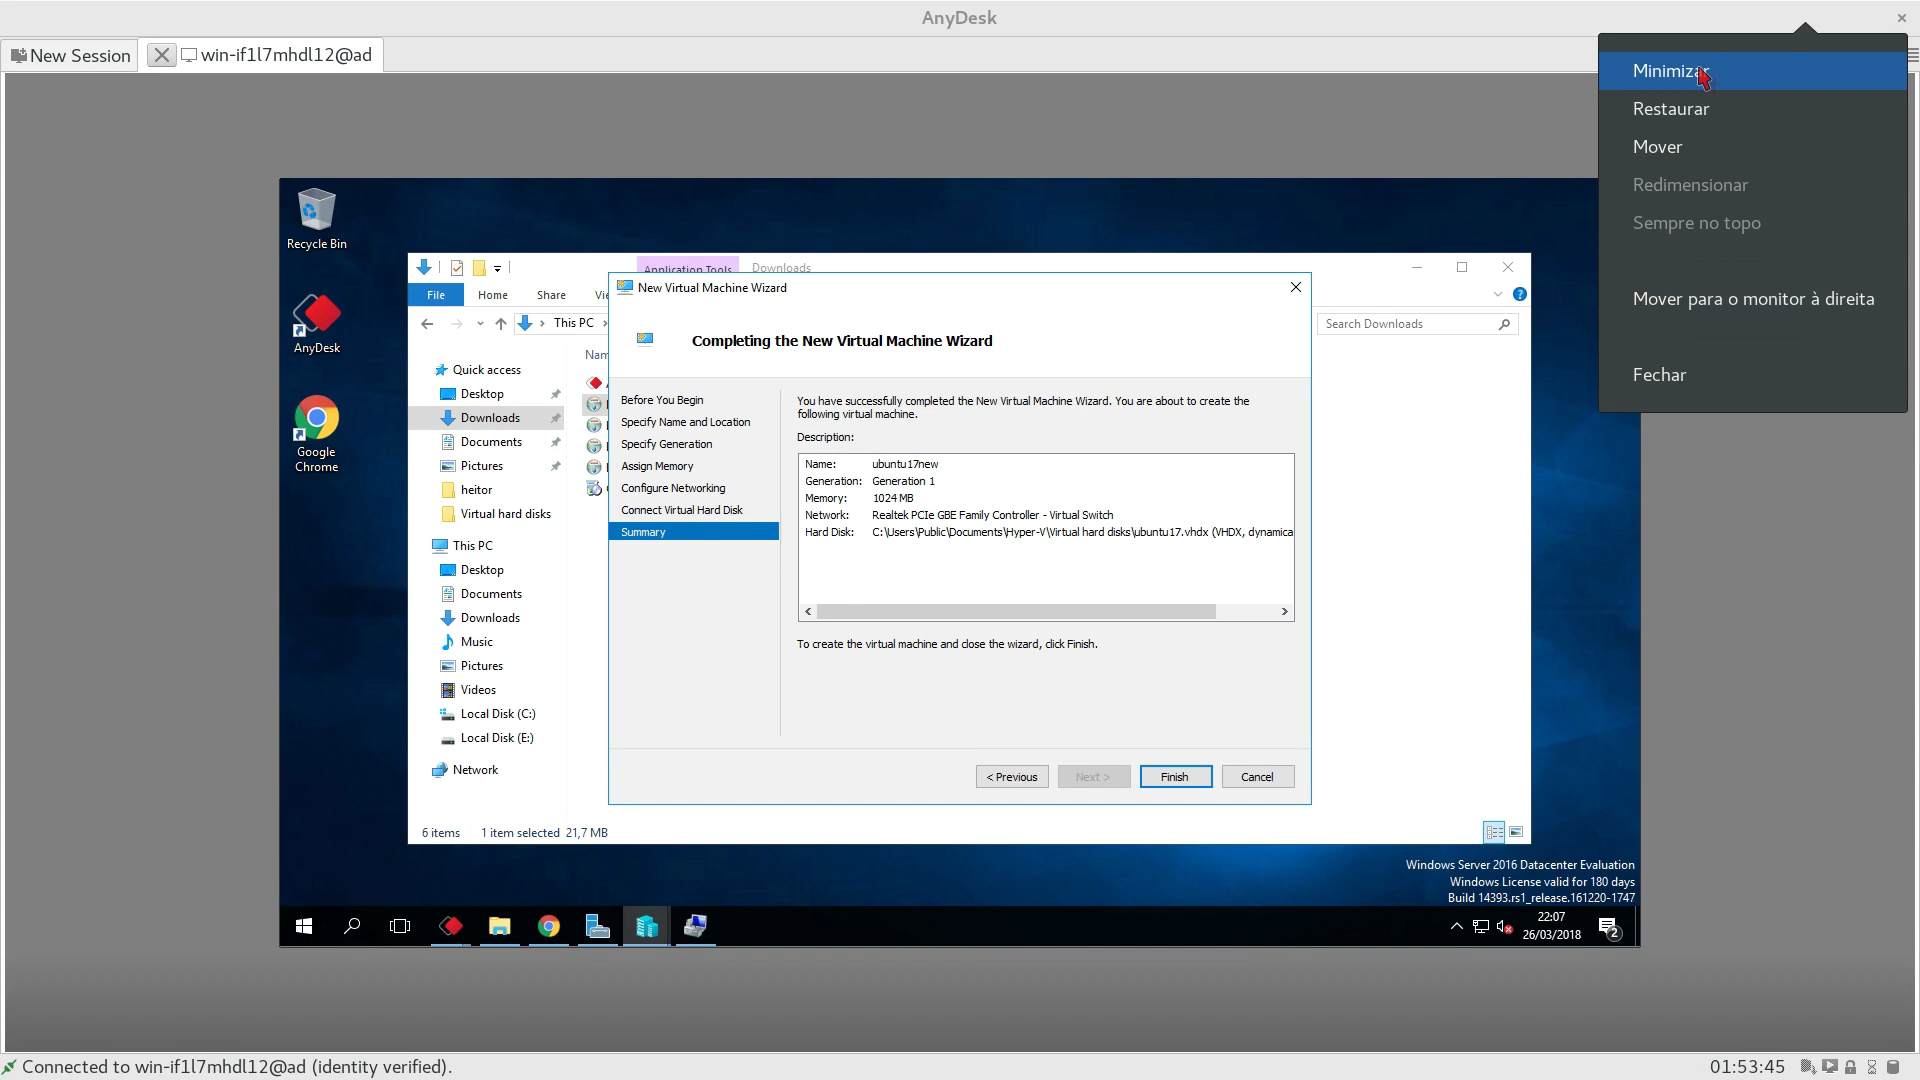 AnyDesk
New Session
win-if1l7mhdl12@ad
Minimizar
Restaurar
Mover
Redimensionar
Sempre no topo
Mover para o monitor à direita
Fechar
Recycle Bin
AnyDesk
Google
Chrome
Application Tools
Downloads
File
Home
Share
This PC
Search Downloads
Quick access
Desktop
Downloads
Documents
Pictures
heitor
Virtual hard disks
This PC
Desktop
Documents
Downloads
Music
Pictures
Videos
Local Disk (C:)
Local Disk (E:)
Network
6 items
1 item selected 21,7 MB
New Virtual Machine Wizard
Completing the New Virtual Machine Wizard
Before You Begin
Specify Name and Location
Specify Generation
Assign Memory
Configure Networking
Connect Virtual Hard Disk
Summary
You have successfully completed the New Virtual Machine Wizard. You are about to create the
following virtual machine.
Description:
Name: ubuntu17new
Generation: Generation 1
Memory: 1024 MB
Network: Realtek PCIe GBE Family Controller - Virtual Switch
Hard Disk: C:\Users\Public\Documents\Hyper-V\Virtual hard disks\ubuntu17.vhdx (VHDX, dynamica
To create the virtual machine and close the wizard, click Finish.
< Previous
Next >
Finish
Cancel
Windows Server 2016 Datacenter Evaluation
Windows License valid for 180 days
Build 14393.rs1_release.161220-1747
22:07
26/03/2018
2
Connected to win-if1l7mhdl12@ad (identity verified).
01:53:45